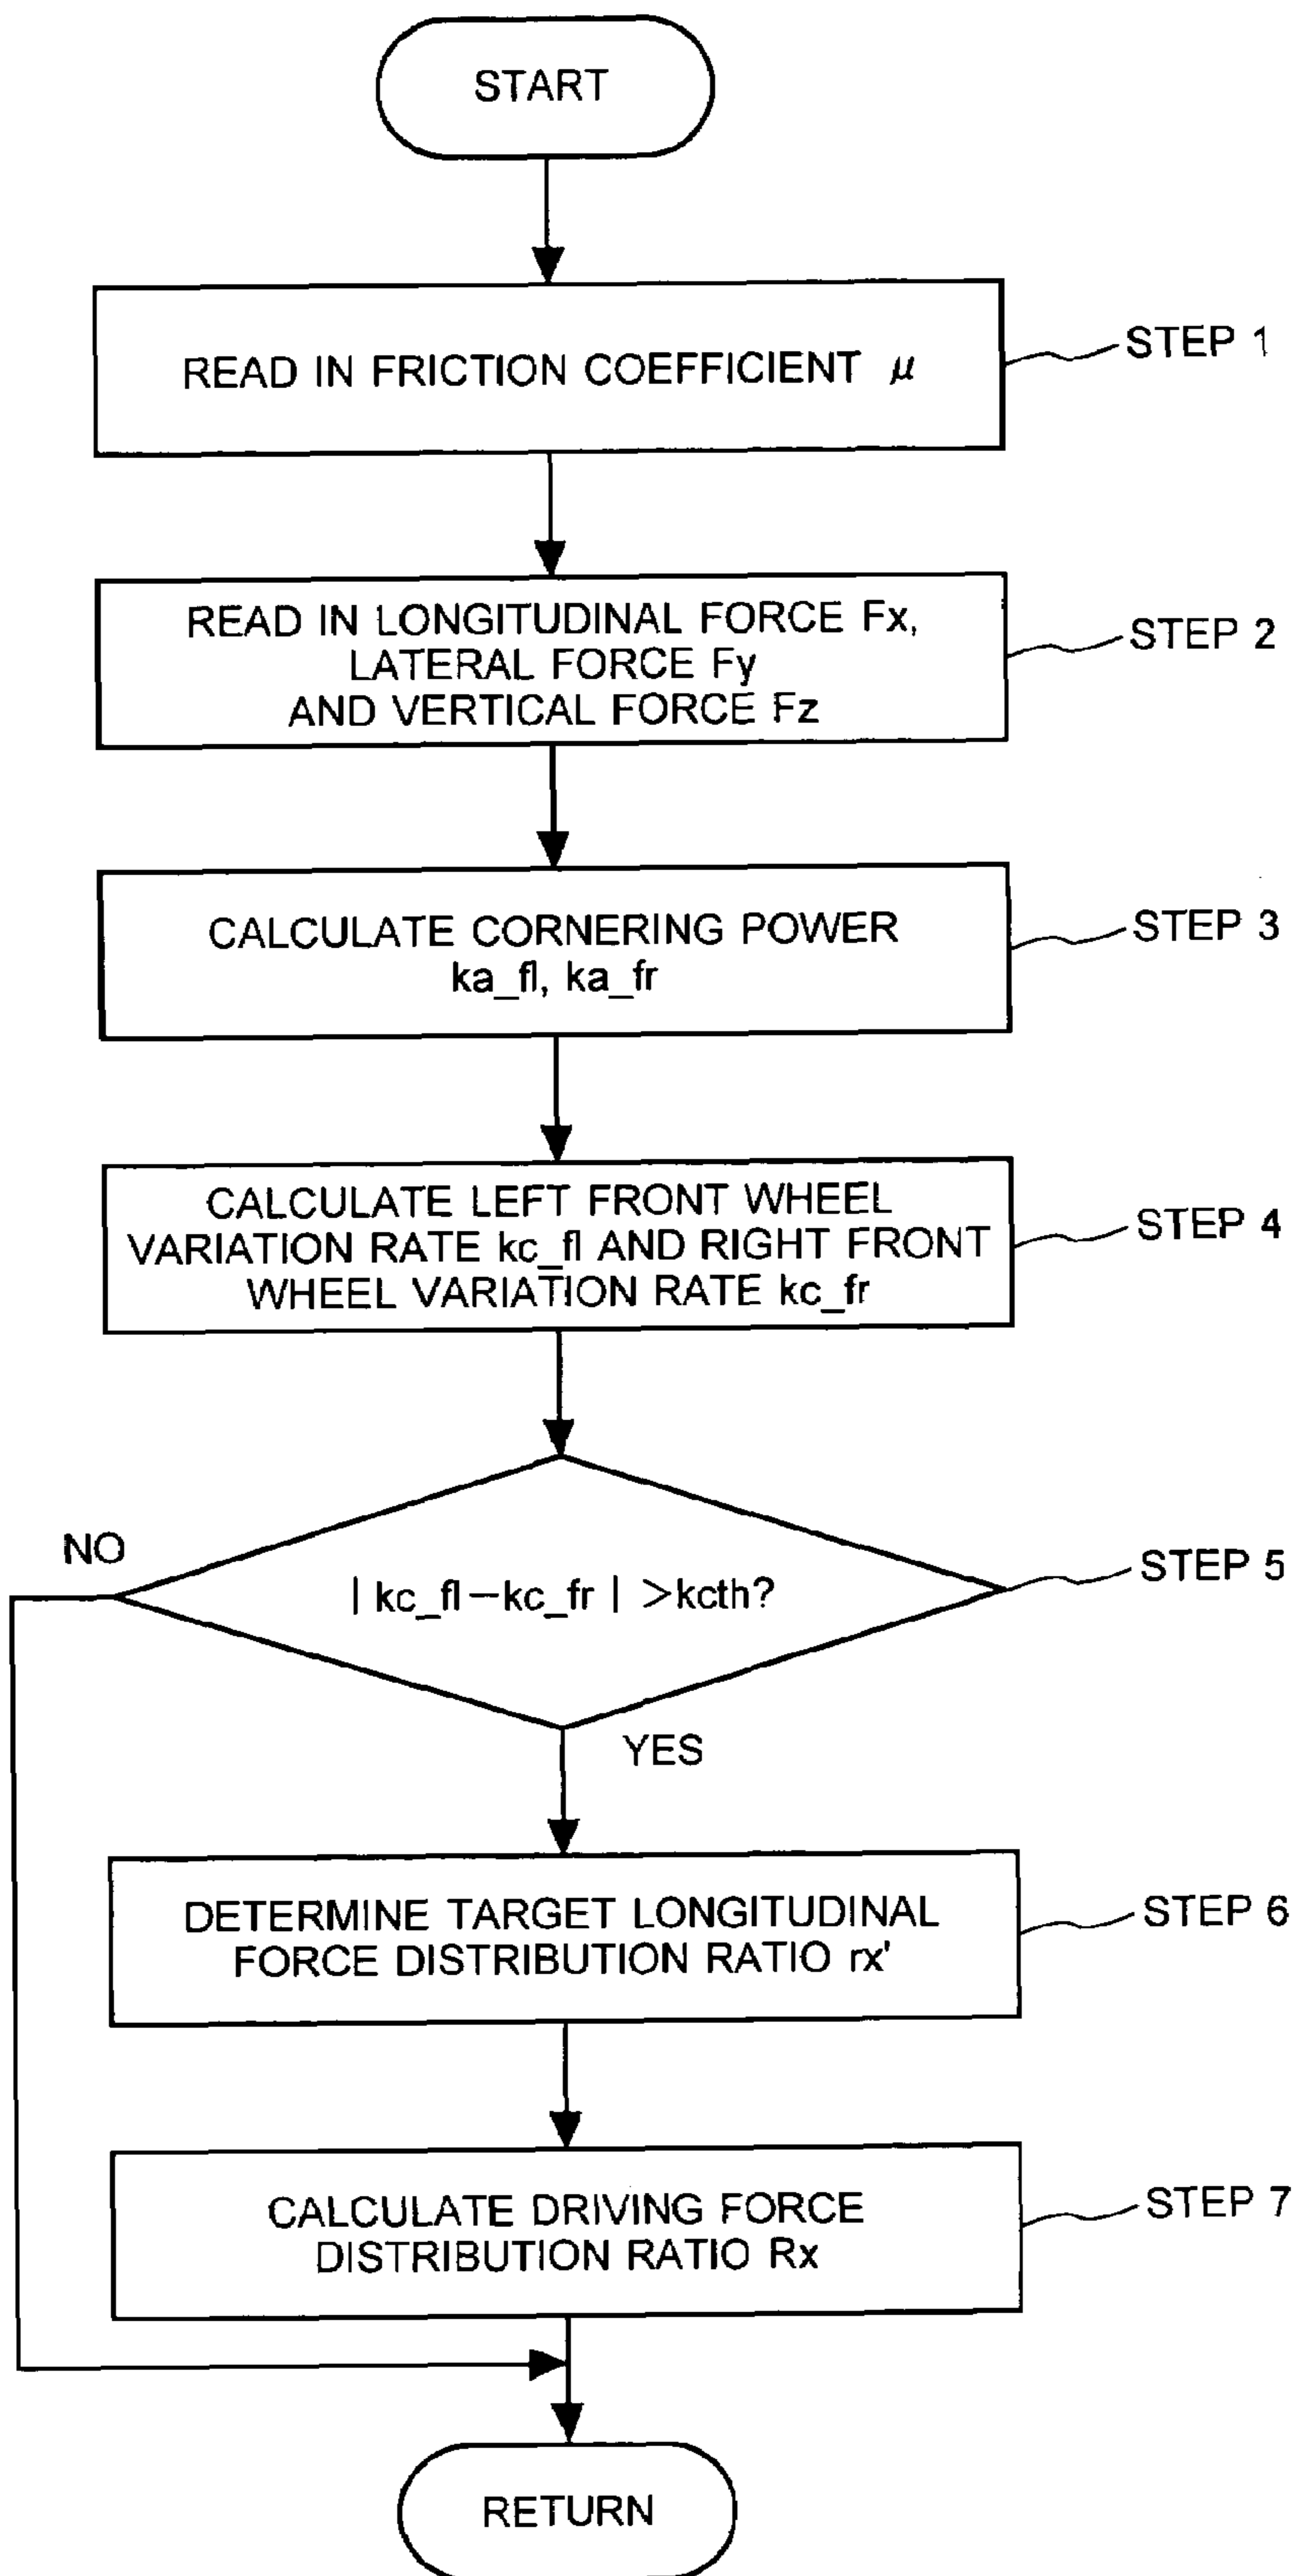 START
READ IN FRICTION COEFFICIENT μ
STEP 1
READ IN LONGITUDINAL FORCE Fx,
LATERAL FORCE Fy
AND VERTICAL FORCE Fz
STEP 2
CALCULATE CORNERING POWER
ka_fl, ka_fr
STEP 3
CALCULATE LEFT FRONT WHEEL
VARIATION RATE kc_fl AND RIGHT FRONT
WHEEL VARIATION RATE kc_fr
STEP 4
NO
| kc_fl−kc_fr | >kcth?
STEP 5
YES
DETERMINE TARGET LONGITUDINAL
FORCE DISTRIBUTION RATIO rx'
STEP 6
CALCULATE DRIVING FORCE
DISTRIBUTION RATIO Rx
STEP 7
RETURN